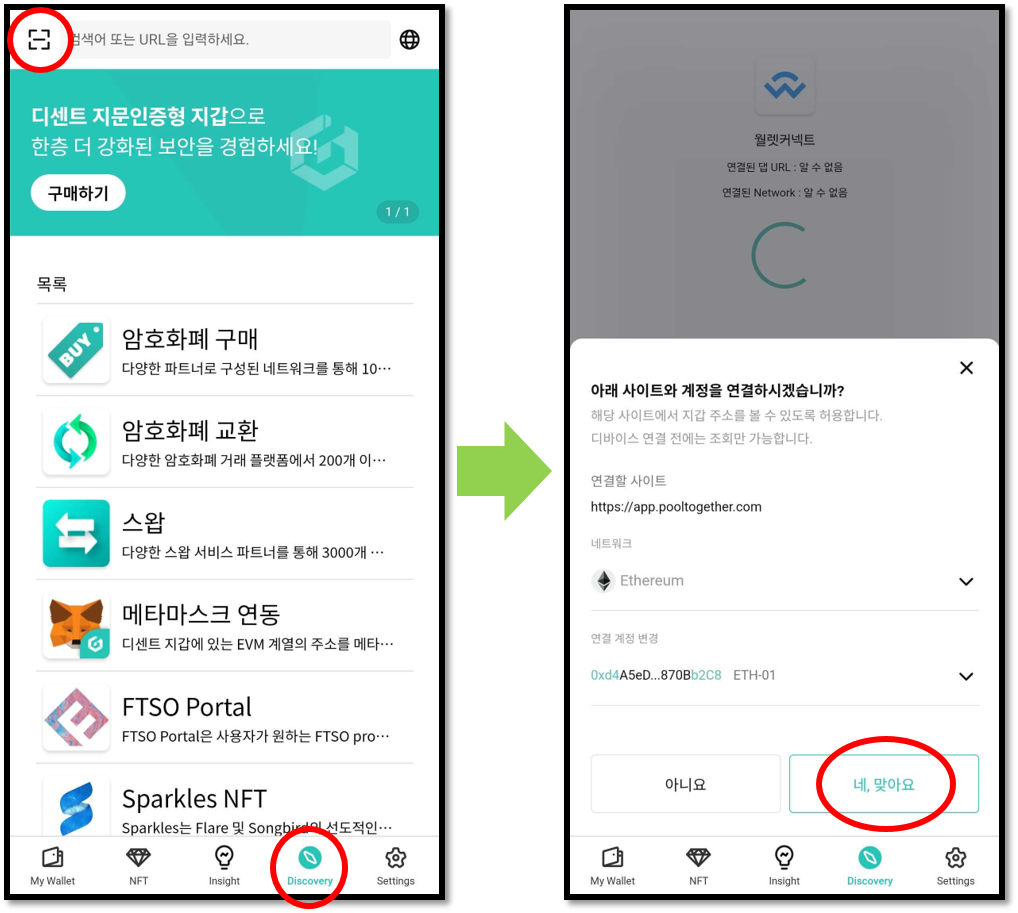 검색어 또는 URL을 입력하세요.
디센트 지문인증형 지갑으로
한층 더 강화된 보안을 경험하세요!
구매하기
1 / 1
목록
BUY
암호화폐 구매
다양한 파트너로 구성된 네트워크를 통해 10···
암호화폐 교환
다양한 암호화폐 거래 플랫폼에서 200개 이···
스왑
다양한 스왑 서비스 파트너를 통해 3000개 ···
메타마스크 연동
디센트 지갑에 있는 EVM 계열의 주소를 메타···
FTSO Portal
FTSO Portal은 사용자가 원하는 FTSO pro···
Sparkles NFT
Sparkles는 Flare 및 Songbird의 선도적인···
My Wallet
NFT
Insight
Discovery
Settings
월렛커넥트
연결된 댑 URL : 알 수 없음
연결된 Network : 알 수 없음
아래 사이트와 계정을 연결하시겠습니까?
해당 사이트에서 지갑 주소를 볼 수 있도록 허용합니다.
디바이스 연결 전에는 조회만 가능합니다.
연결할 사이트
https://app.pooltogether.com
네트워크
Ethereum
연결 계정 변경
0xd4A5eD...870Bb2C8 ETH-01
아니요
네, 맞아요
My Wallet
NFT
Insight
Discovery
Settings